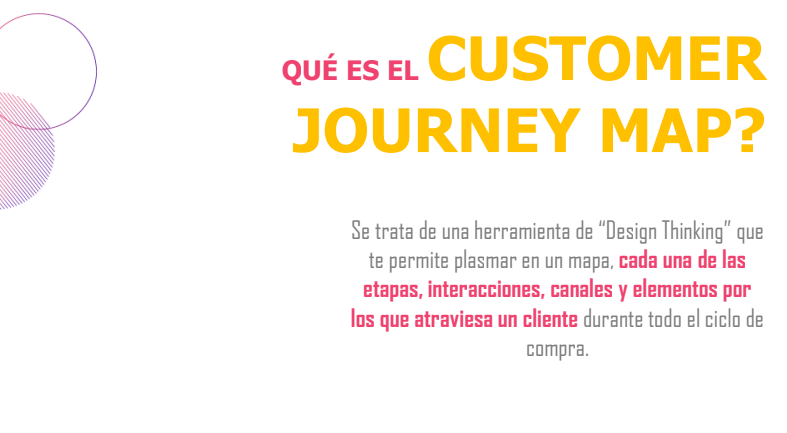 QUÉ ES EL CUSTOMER
JOURNEY MAP?
Se trata de una herramienta de “Design Thinking” que
te permite plasmar en un mapa, cada una de las
etapas, interacciones, canales y elementos por
los que atraviesa un cliente durante todo el ciclo de
compra.